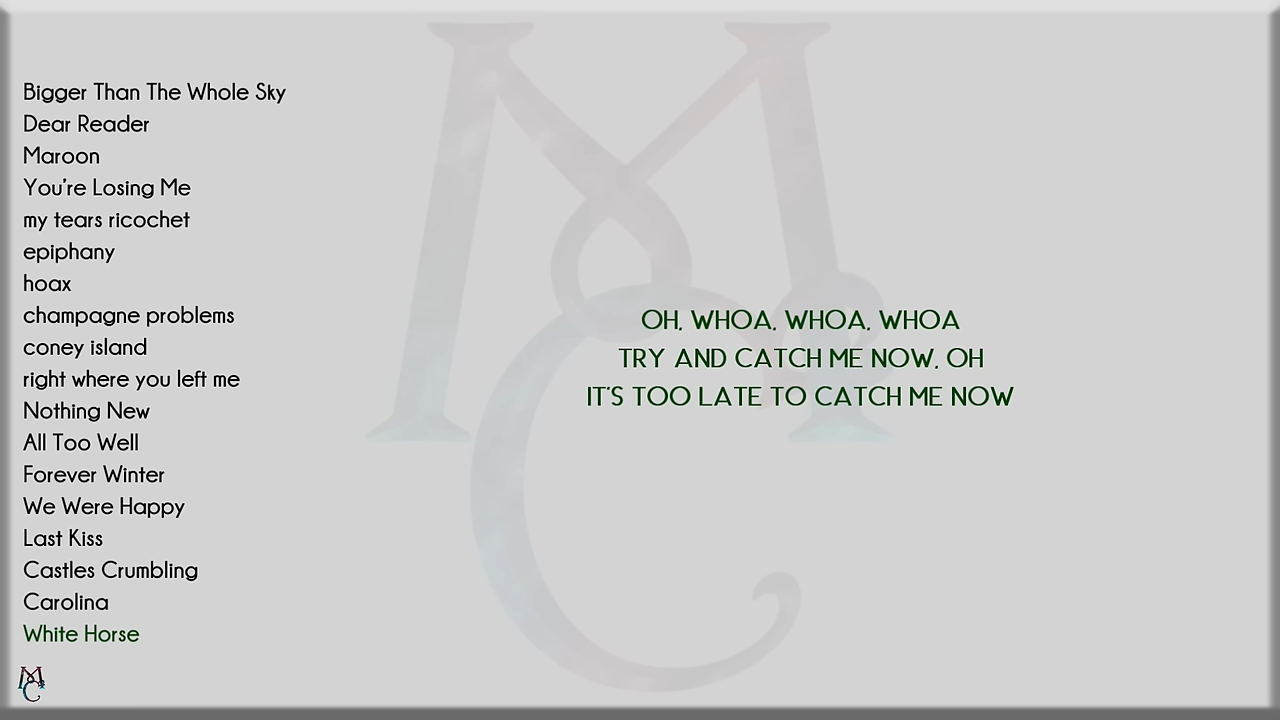 Bigger Than The Whole Sky
Dear Reader
Maroon
You're Losing Me
my tears ricochet
epiphany
hoax
champagne problems
coney island
right where you left me
Nothing New
All Too Well
Forever Winter
We Were Happy
Last Kiss
Castles Crumbling
Carolina
White Horse
OH, WHOA, WHOA, WHOA
TRY AND CATCH ME NOW, OH
IT'S TOO LATE TO CATCH ME NOW
MC